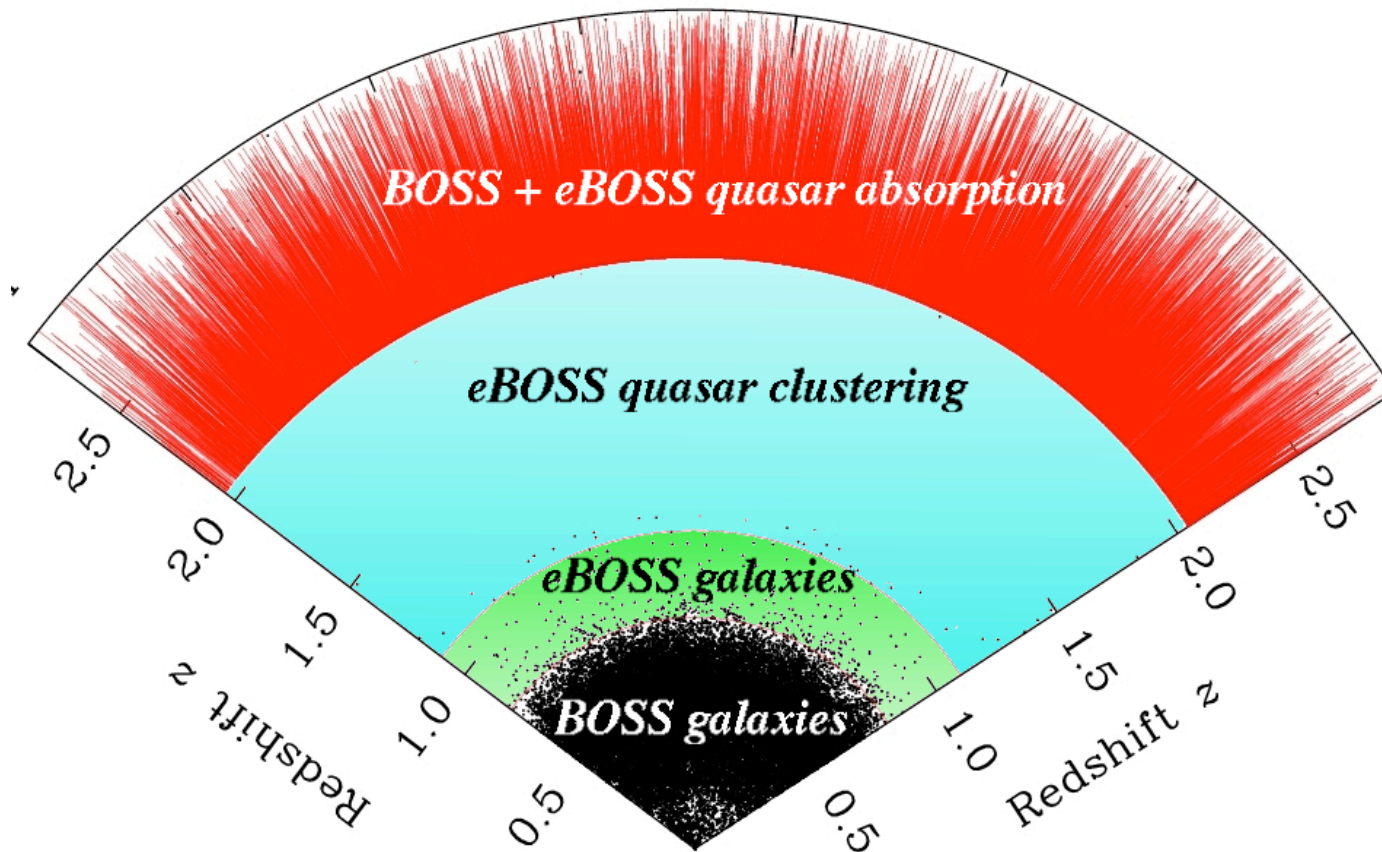 BOSS + eBOSS quasar absorption
eBOSS quasar clustering
eBOSS galaxies
BOSS galaxies
2.5
2.0
1.5
1.0
0.5
Redshift z
0.5
1.0
1.5
2.0
2.5
Redshift z